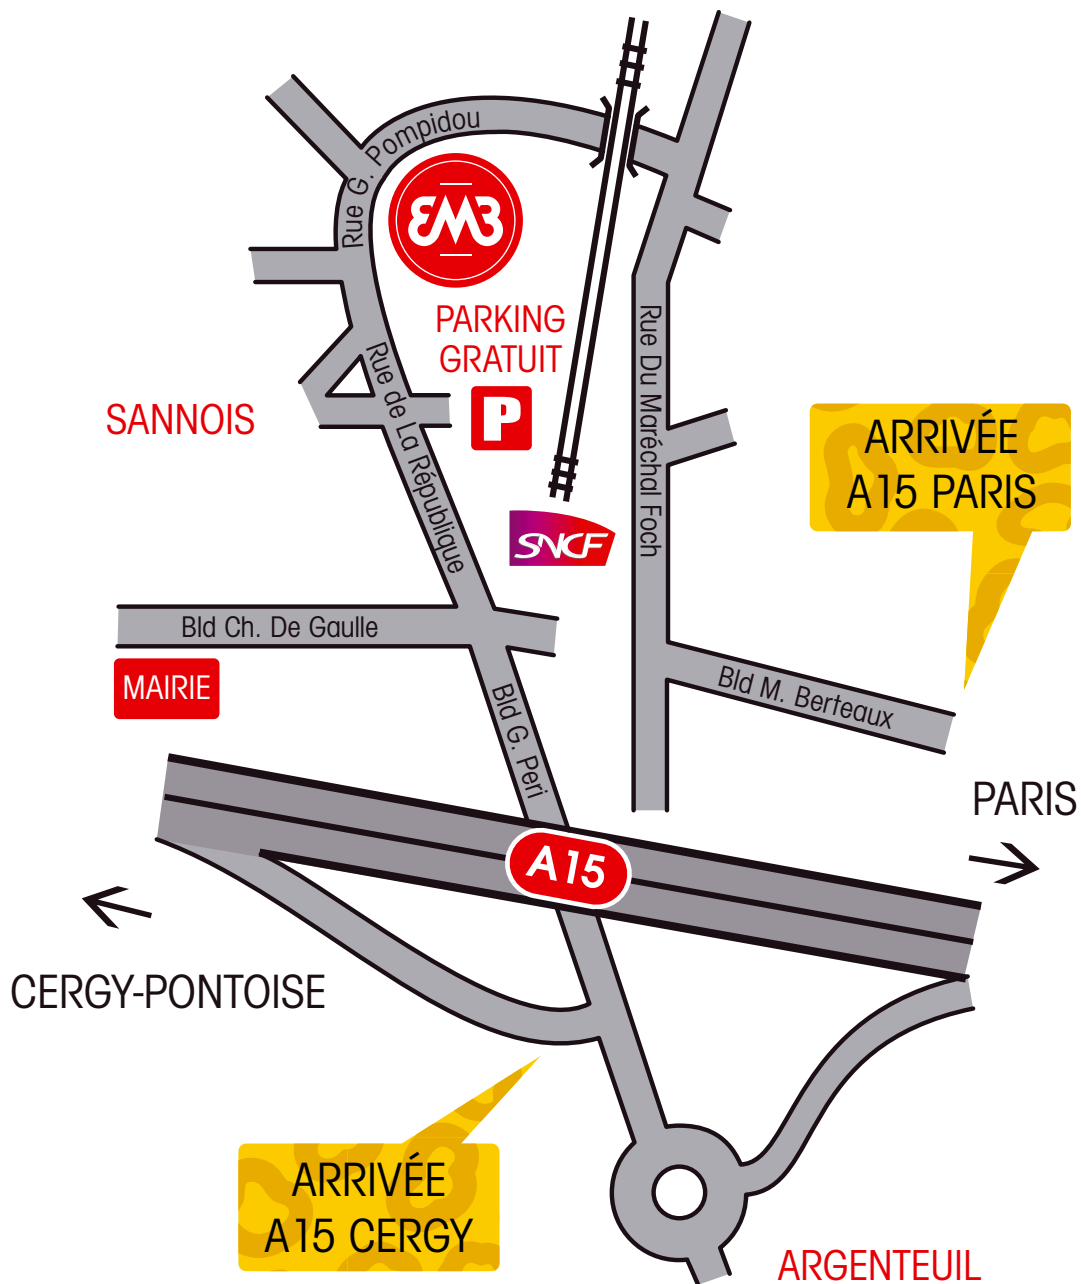 Rue G. Pompidou
EMB
PARKING
GRATUIT
P
Rue Du Maréchal Foch
Rue de La République
SANNOIS
ARRIVÉE
A15 PARIS
SNCF
Bld Ch. De Gaulle
MAIRIE
Bld M. Berteaux
Bld G. Peri
PARIS
A15
CERGY-PONTOISE
ARRIVÉE
A15 CERGY
ARGENTEUIL